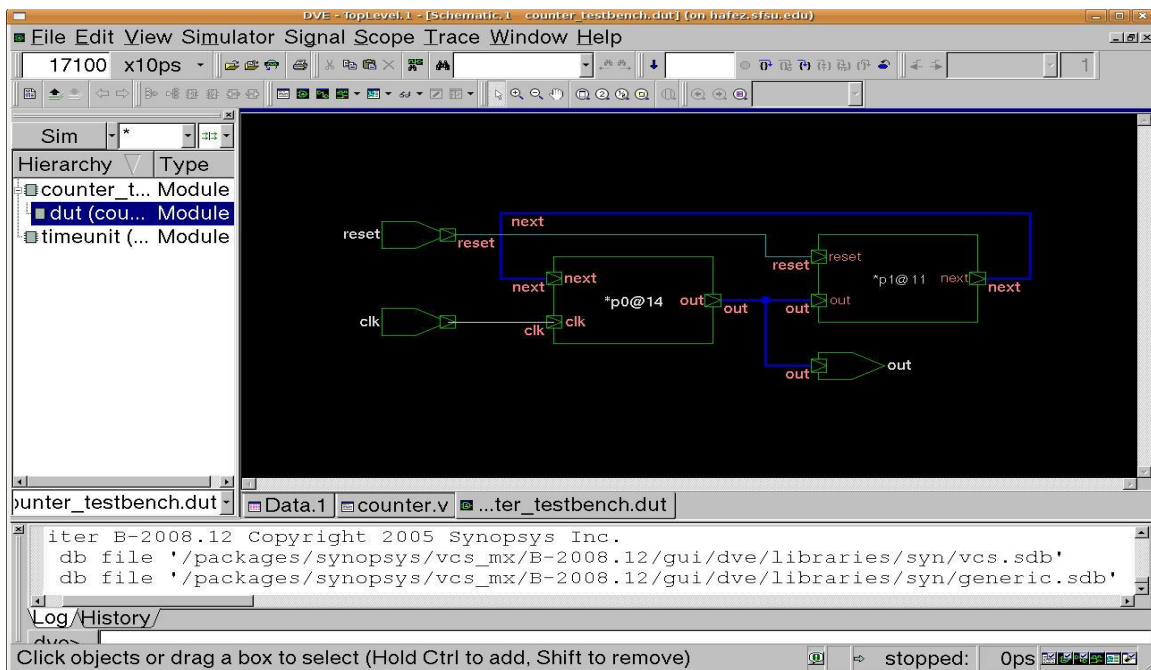 DVE - TopLevel.1 - [Schematic.1 counter_testbench.dut] (on hafez.sfsu.edu)
File Edit View Simulator Signal Scope Trace Window Help
17100 x10ps
1
Sim *
Hierarchy Type
counter_t... Module
dut (cou... Module
timeunit (... Module
next
reset
reset
reset
reset
next
next
*p0@14
out
out
*p1@11
next
next
out
out
clk
clk
clk
out
out
ounter_testbench.dut
Data.1 counter.v ...ter_testbench.dut
iter B-2008.12 Copyright 2005 Synopsys Inc.
db file '/packages/synopsys/vcs_mx/B-2008.12/gui/dve/libraries/syn/vcs.sdb'
db file '/packages/synopsys/vcs_mx/B-2008.12/gui/dve/libraries/syn/generic.sdb'
Log History
dve>
Click objects or drag a box to select (Hold Ctrl to add, Shift to remove) stopped: 0ps